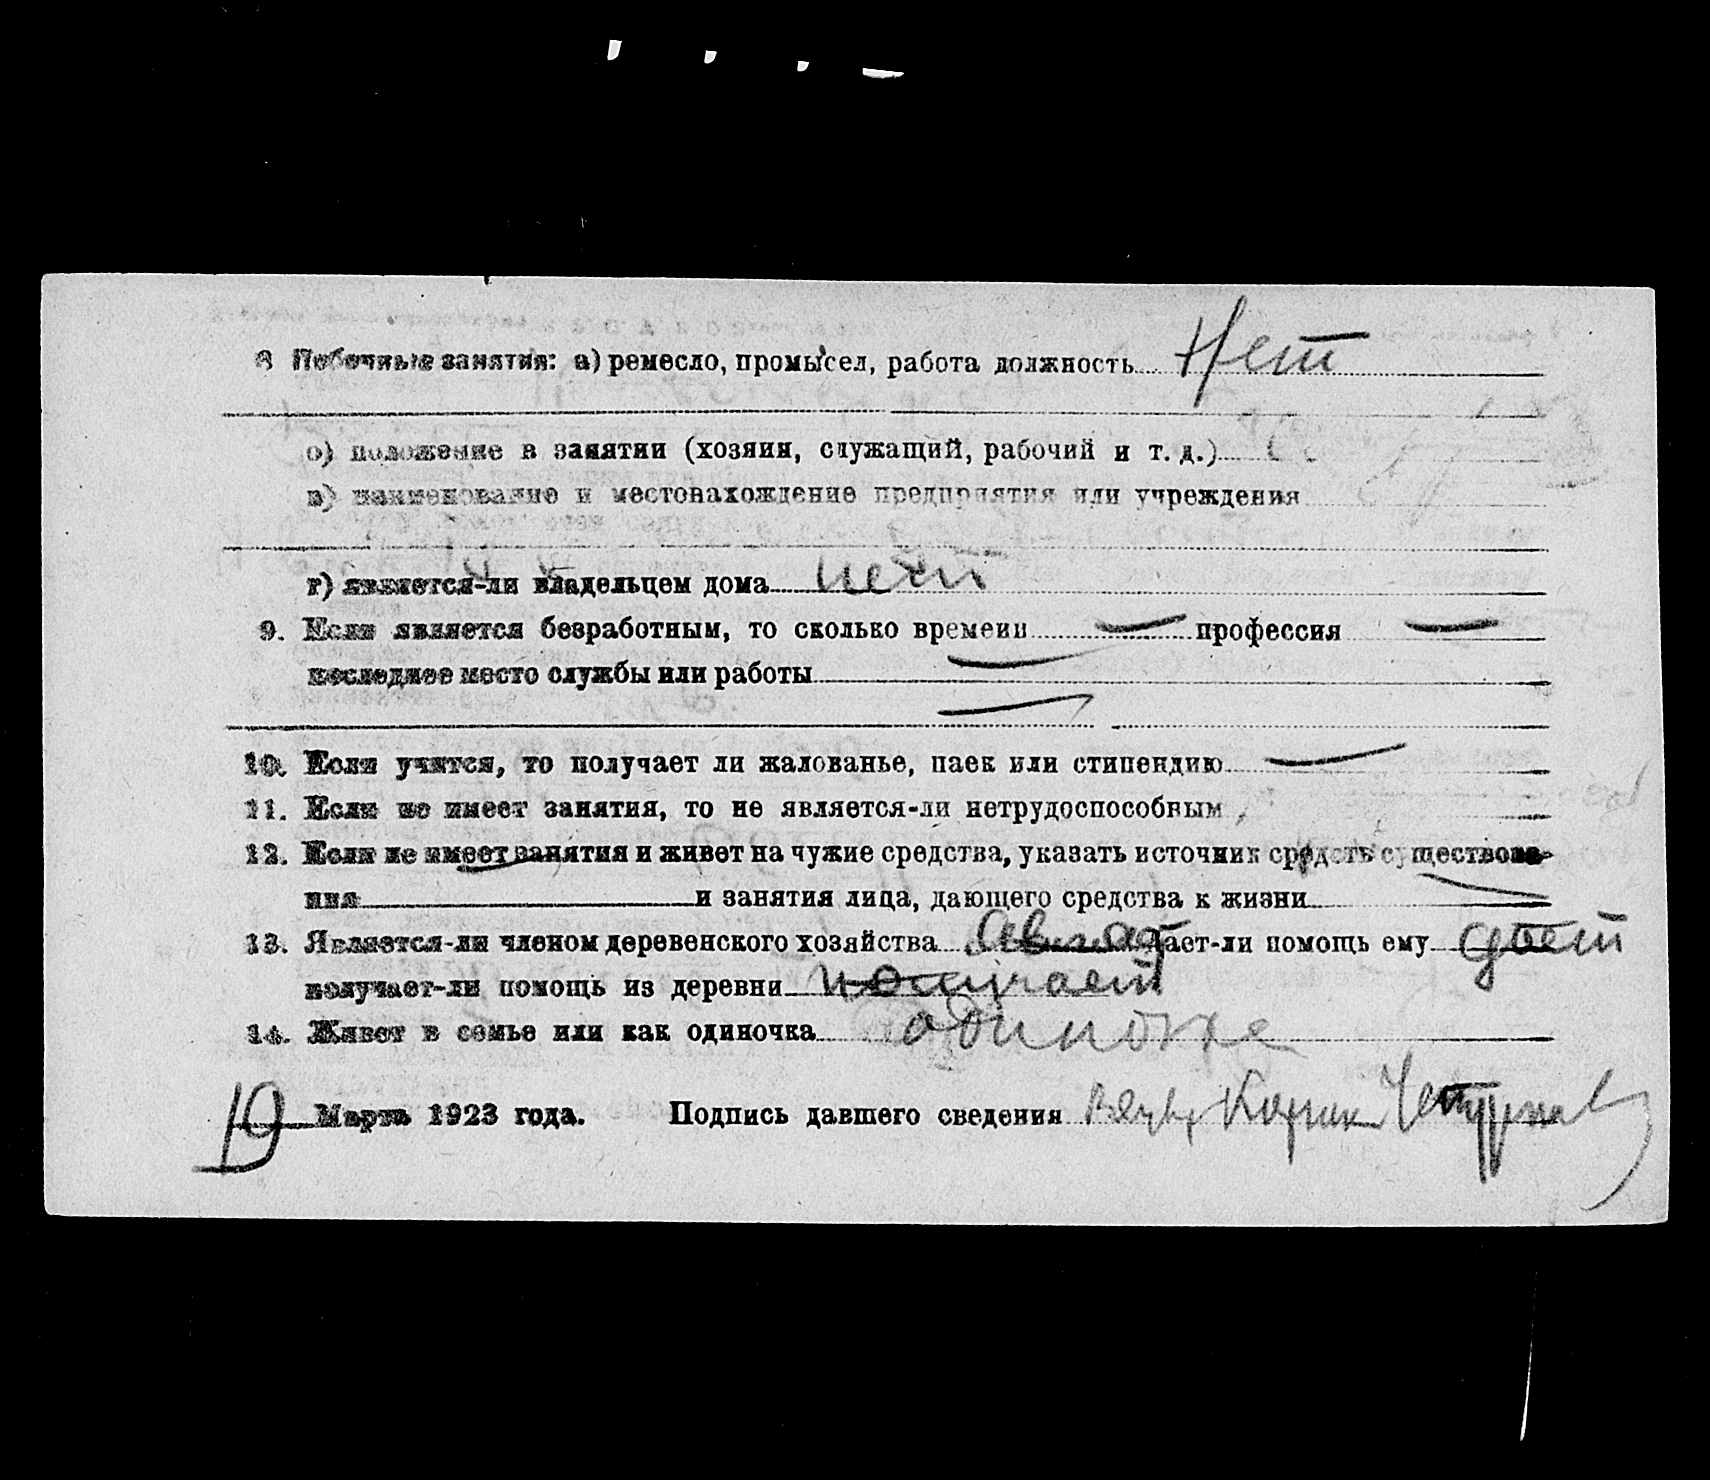 8 Побочные занятия: а) ремесло, промысел, работа должность Нет
б) положение в занятии (хозяин, служащий, рабочий и т. д.)
в) наименование и местонахождение предприятия или учреждения
г) является-ли владельцем дома нет
9. Если является безработным, то сколько времени — профессия —
последнее место службы или работы —
—
10. Если учится, то получает ли жалованье, паек или стипендию —
11. Если не имеет занятия, то не является-ли нетрудоспособным
12. Если не имеет занятия и живет на чужие средства, указать источник средств существова-
ния и занятия лица, дающего средства к жизни —
13. Является-ли членом деревенского хозяйства дает-ли помощь ему дает
получает-ли помощь из деревни получает
14. Живет в семье или как одиночка одиночка
19 Марта 1923 года. Подпись давшего сведения